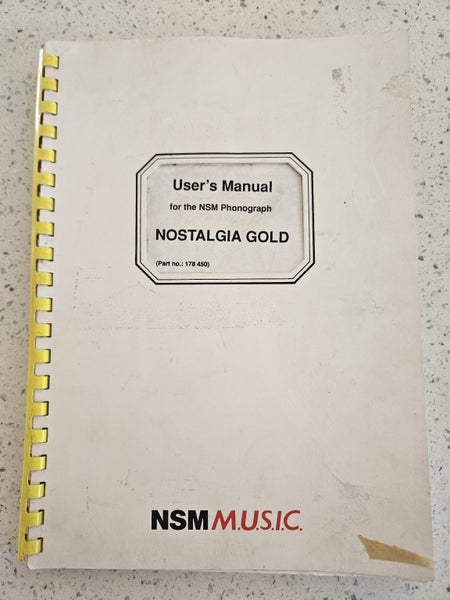 User's Manual
for the NSM Phonograph
NOSTALGIA GOLD
(Part no.: 178 450)
NSM M.U.S.I.C.